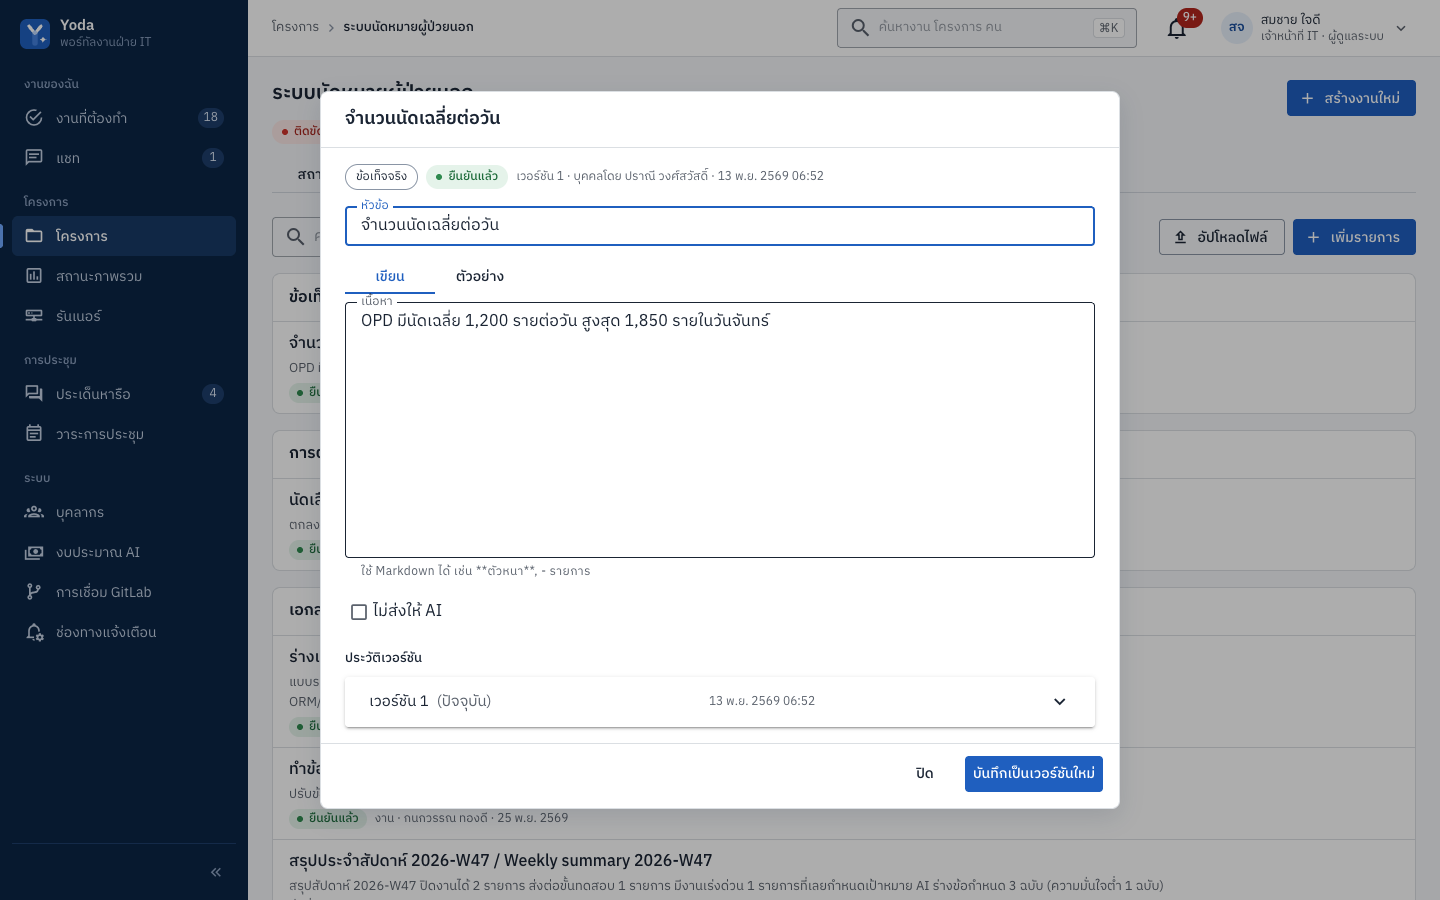 Yoda
พอร์ทัลงานฝ่าย IT
งานของฉัน
งานที่ต้องทำ 18
แชท 1
โครงการ
โครงการ
สถานะภาพรวม
รันเนอร์
การประชุม
ประเด็นหารือ 4
วาระการประชุม
ระบบ
บุคลากร
งบประมาณ AI
การเชื่อม GitLab
ช่องทางแจ้งเตือน
โครงการ > ระบบนัดหมายผู้ป่วยนอก
ค้นหางาน โครงการ คน ⌘K
9+
สจ
สมชาย ใจดี
เจ้าหน้าที่ IT · ผู้ดูแลระบบ
+ สร้างงานใหม่
อัปโหลดไฟล์
+ เพิ่มรายการ
จำนวนนัดเฉลี่ยต่อวัน
ข้อเท็จจริง ยืนยันแล้ว เวอร์ชัน 1 · บุคคลโดย ปราณี วงศ์สวัสดิ์ · 13 พ.ย. 2569 06:52
หัวข้อ
จำนวนนัดเฉลี่ยต่อวัน
เขียน ตัวอย่าง
เนื้อหา
OPD มีนัดเฉลี่ย 1,200 รายต่อวัน สูงสุด 1,850 รายในวันจันทร์
ใช้ Markdown ได้ เช่น **ตัวหนา**, - รายการ
ไม่ส่งให้ AI
ประวัติเวอร์ชัน
เวอร์ชัน 1 (ปัจจุบัน) 13 พ.ย. 2569 06:52
ปิด บันทึกเป็นเวอร์ชันใหม่
ยืนยันแล้ว งาน · กนกวรรณ ทองดี · 25 พ.ย. 2569
สรุปประจำสัปดาห์ 2026-W47 / Weekly summary 2026-W47
สรุปสัปดาห์ 2026-W47 ปิดงานได้ 2 รายการ ส่งต่อขั้นทดสอบ 1 รายการ มีงานเร่งด่วน 1 รายการที่เลยกำหนดเป้าหมาย AI ร่างข้อกำหนด 3 ฉบับ (ความมั่นใจต่ำ 1 ฉบับ)